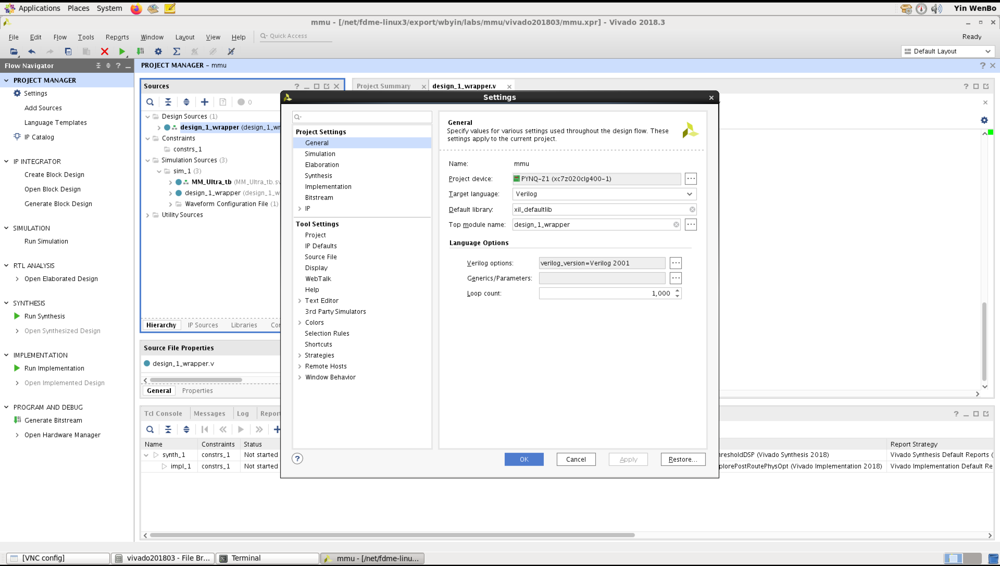 Applications Places System Yin WenBo
mmu - [/net/fdme-linux3/export/wbyin/labs/mmu/vivado201803/mmu.xpr] - Vivado 2018.3
File Edit Flow Tools Reports Window Layout View Help Quick Access Ready
Default Layout
Flow Navigator
PROJECT MANAGER
Settings
Add Sources
Language Templates
IP Catalog
IP INTEGRATOR
Create Block Design
Open Block Design
Generate Block Design
SIMULATION
Run Simulation
RTL ANALYSIS
Open Elaborated Design
SYNTHESIS
Run Synthesis
Open Synthesized Design
IMPLEMENTATION
Run Implementation
Open Implemented Design
PROGRAM AND DEBUG
Generate Bitstream
Open Hardware Manager
PROJECT MANAGER - mmu
Sources
0
Design Sources (1)
design_1_wrapper (design_1_wr
Constraints
constrs_1
Simulation Sources (3)
sim_1 (3)
MM_Ultra_tb (MM_Ultra_tb.sv
design_1_wrapper (design_1_w
Waveform Configuration File (1)
Utility Sources
Hierarchy IP Sources Libraries Co
Source File Properties
design_1_wrapper.v
General Properties
Project Summary design_1_wrapper.v
Settings
Project Settings
General
Simulation
Elaboration
Synthesis
Implementation
Bitstream
IP
Tool Settings
Project
IP Defaults
Source File
Display
WebTalk
Help
Text Editor
3rd Party Simulators
Colors
Selection Rules
Shortcuts
Strategies
Remote Hosts
Window Behavior
General
Specify values for various settings used throughout the design flow. These
settings apply to the current project.
Name: mmu
Project device: PYNQ-Z1 (xc7z020clg400-1)
Target language: Verilog
Default library: xil_defaultlib
Top module name: design_1_wrapper
Language Options
Verilog options: verilog_version=Verilog 2001
Generics/Parameters:
Loop count: 1,000
OK Cancel Apply Restore...
Tcl Console Messages Log Report
Name Constraints Status Report Strategy
synth_1 constrs_1 Not started resholdDSP (Vivado Synthesis 2018) Vivado Synthesis Default Reports (
impl_1 constrs_1 Not started plorePostRoutePhysOpt (Vivado Implementation 2018) Vivado Implementation Default Re
[VNC config] vivado201803 - File Br... Terminal mmu - [/net/fdme-linu...